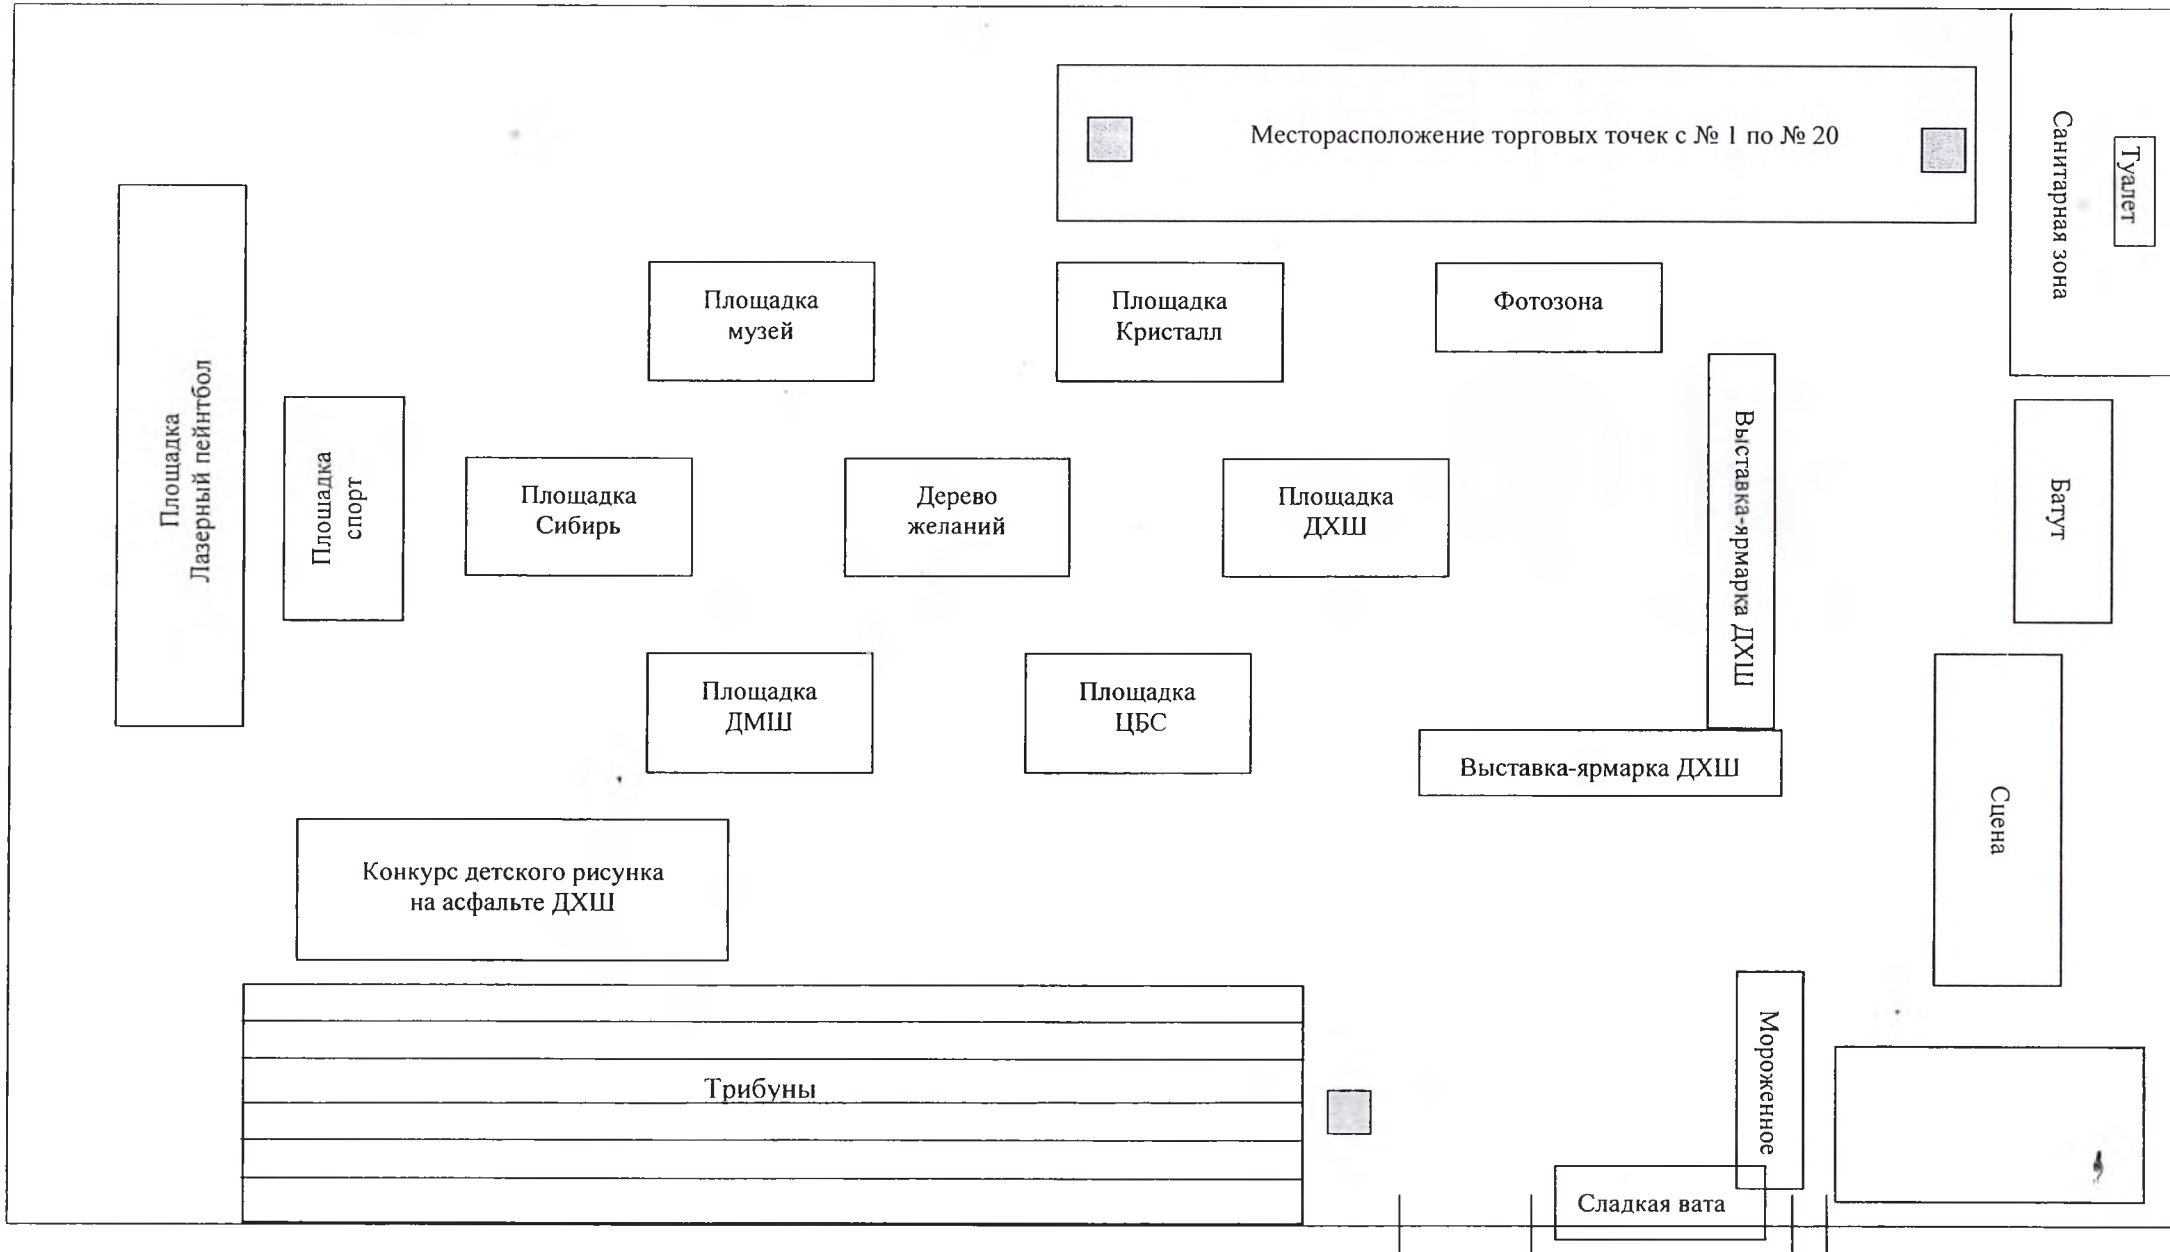 Месторасположение торговых точек с № 1 по № 20
Санитарная зона
Туалет
Площадка
музей
Площадка
Кристалл
Фотозона
Площадка
Лазерный пейнтбол
Площадка
спорт
Площадка
Сибирь
Дерево
желаний
Площадка
ДХШ
Выставка-ярмарка ДХШ
Батут
Площадка
ДМШ
Площадка
ЦБС
Выставка-ярмарка ДХШ
Сцена
Конкурс детского рисунка
на асфальте ДХШ
Трибуны
Мороженное
Сладкая вата